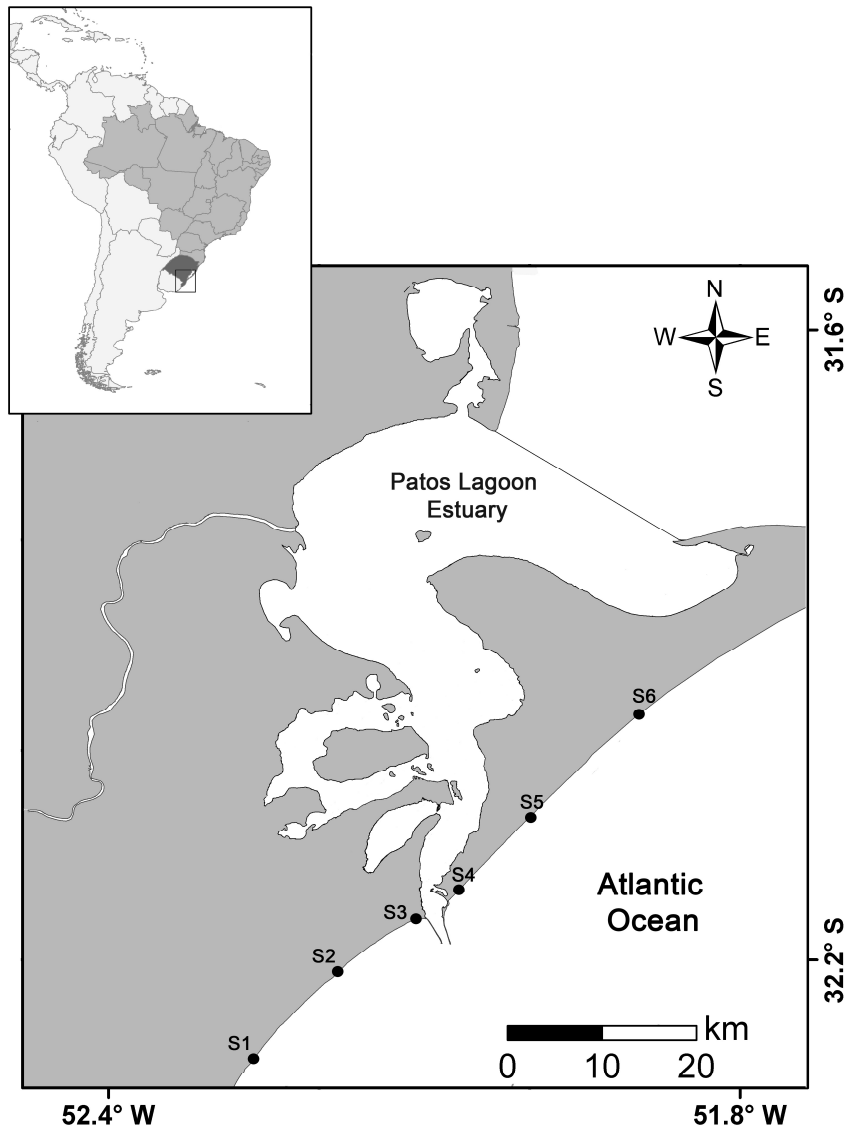 N
W E
S
31.6° S
Patos Lagoon
Estuary
S6
S5
S4
Atlantic
Ocean
S3
S2
32.2° S
S1
km
0 10 20
52.4° W 51.8° W